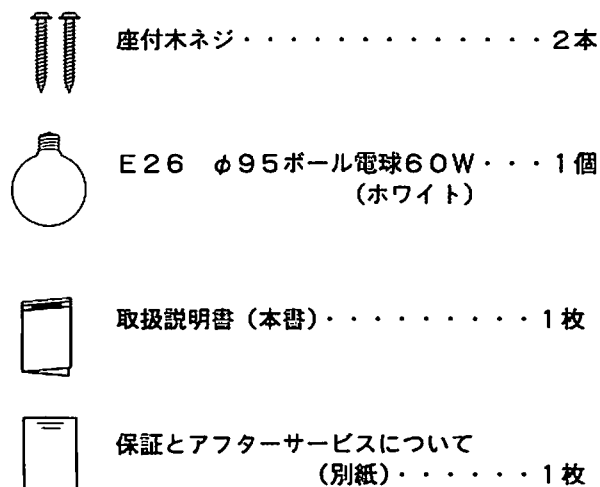 座付木ネジ・・・・・・・・・・・・・2本
E26 φ95ボール電球60W・・・1個
(ホワイト)
取扱説明書(本書)・・・・・・・・・1枚
保証とアフターサービスについて
(別紙)・・・・・・1枚